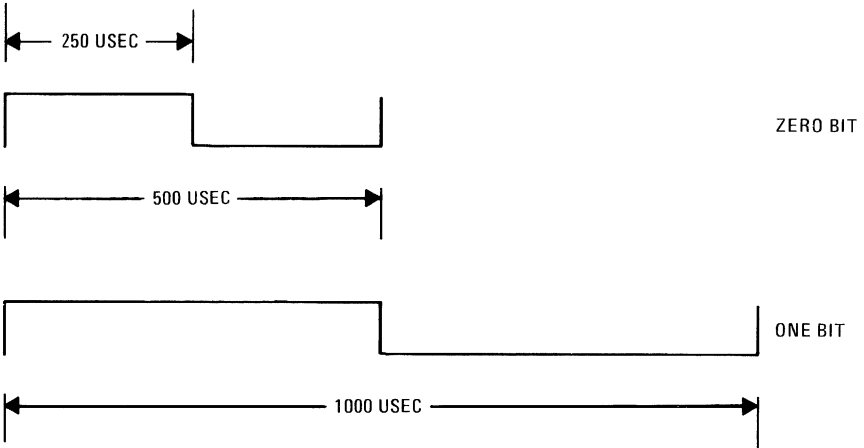 250 USEC
ZERO BIT
500 USEC
ONE BIT
1000 USEC